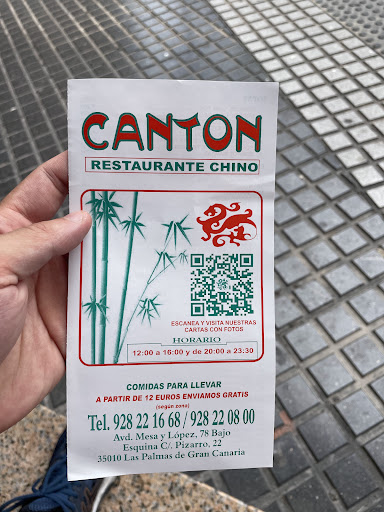 CANTON
RESTAURANTE CHINO
ESCANEA Y VISITA NUESTRAS
CARTAS CON FOTOS
HORARIO
12:00 a 16:00 y de 20:00 a 23:30
COMIDAS PARA LLEVAR
A PARTIR DE 12 EUROS ENVIAMOS GRATIS
(según zona)
Tel. 928 22 16 68 / 928 22 08 00
Avd. Mesa y López, 78 Bajo
Esquina C/. Pizarro, 22
35010 Las Palmas de Gran Canaria